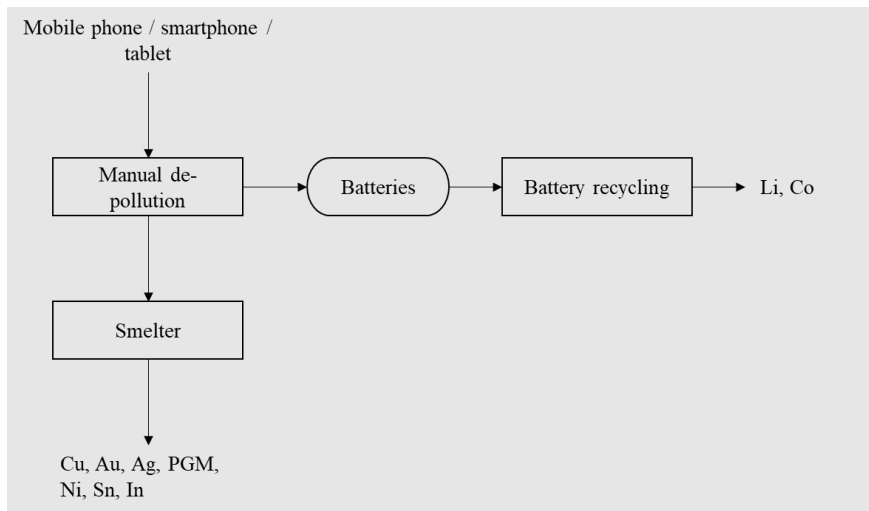 Mobile phone / smartphone /
tablet
Manual de-
pollution
Batteries
Battery recycling
Li, Co
Smelter
Cu, Au, Ag, PGM,
Ni, Sn, In